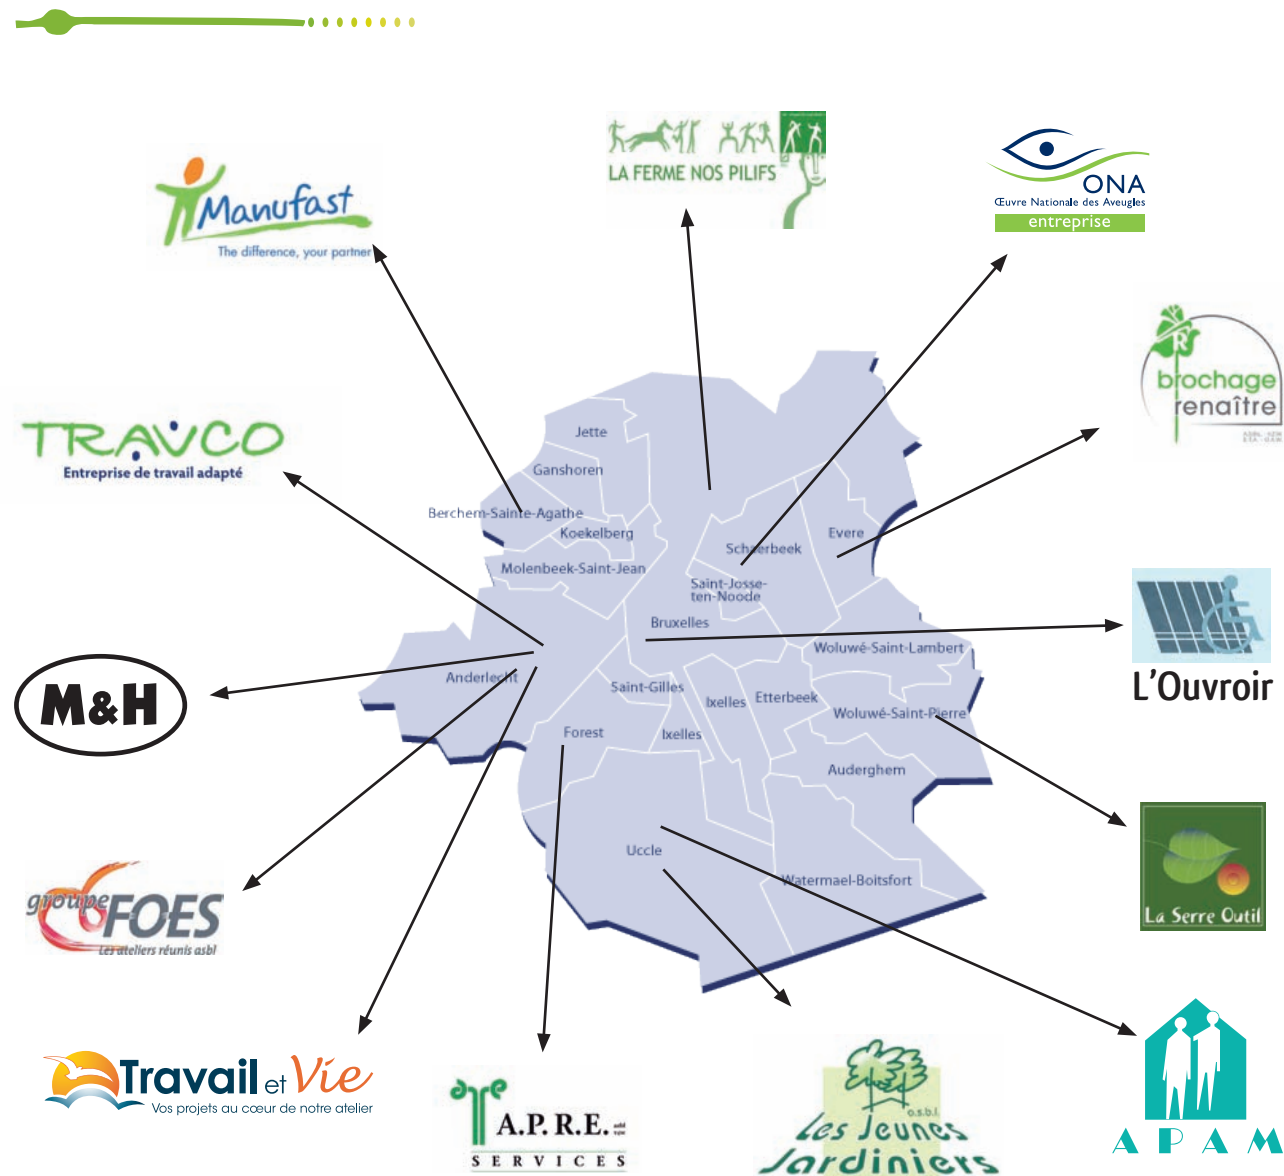 Manufast
The difference, your partner
LA FERME NOS PILIFS
ONA
Œuvre Nationale des Aveugles
entreprise
R
brochage
renaître
TRAVCO
Entreprise de travail adapté
Jette
Ganshoren
Berchem-Sainte-Agathe
Koekelberg
Molenbeek-Saint-Jean
Schaerbeek
Evere
Saint-Josse-
ten-Noode
Bruxelles
Woluwé-Saint-Lambert
Anderlecht
Saint-Gilles
Ixelles
Etterbeek
Woluwé-Saint-Pierre
Forest
Ixelles
Auderghem
Uccle
Watermael-Boitsfort
L'Ouvroir
M&H
La Serre Outil
groupe FOES
Les ateliers réunis asbl
Travail et Vie
Vos projets au cœur de notre atelier
A.P.R.E.
SERVICES
a.s.b.l.
Les Jeunes
Jardiniers
APAM